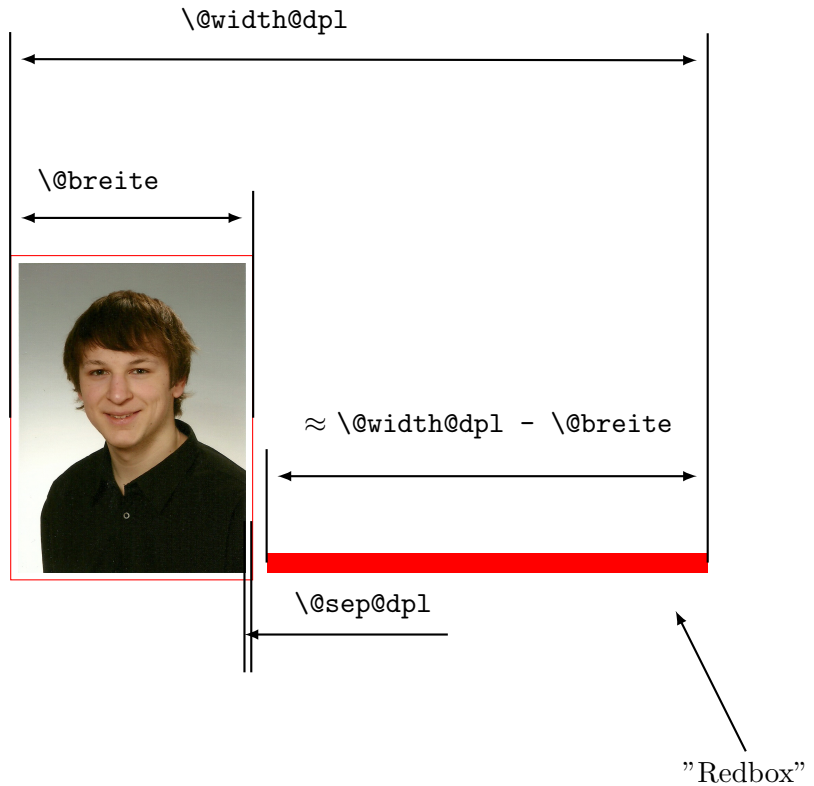 \@width@dpl
\@breite
≈ \@width@dpl - \@breite
\@sep@dpl
”Redbox”